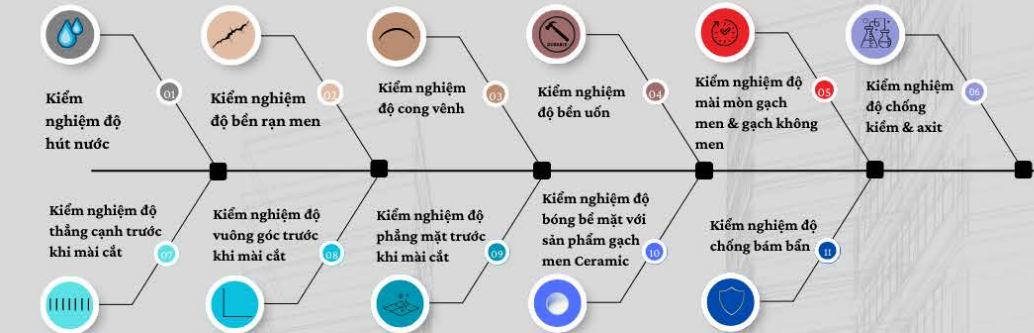 01
Kiểm
nghiệm độ
hút nước
02
Kiểm nghiệm
độ bền rạn men
03
Kiểm nghiệm
độ cong vênh
DURABILIT
04
Kiểm nghiệm
độ bền uốn
05
Kiểm nghiệm độ
mài mòn gạch
men & gạch không
men
06
Kiểm nghiệm
độ chống
kiềm & axit
Kiểm nghiệm độ
thẳng cạnh trước
khi mài cắt
07
Kiểm nghiệm độ
vuông góc trước
khi mài cắt
08
Kiểm nghiệm độ
phẳng mặt trước
khi mài cắt
09
Kiểm nghiệm độ
bóng bề mặt với
sản phẩm gạch
men Ceramic
10
Kiểm nghiệm độ
chống bám bẩn
11